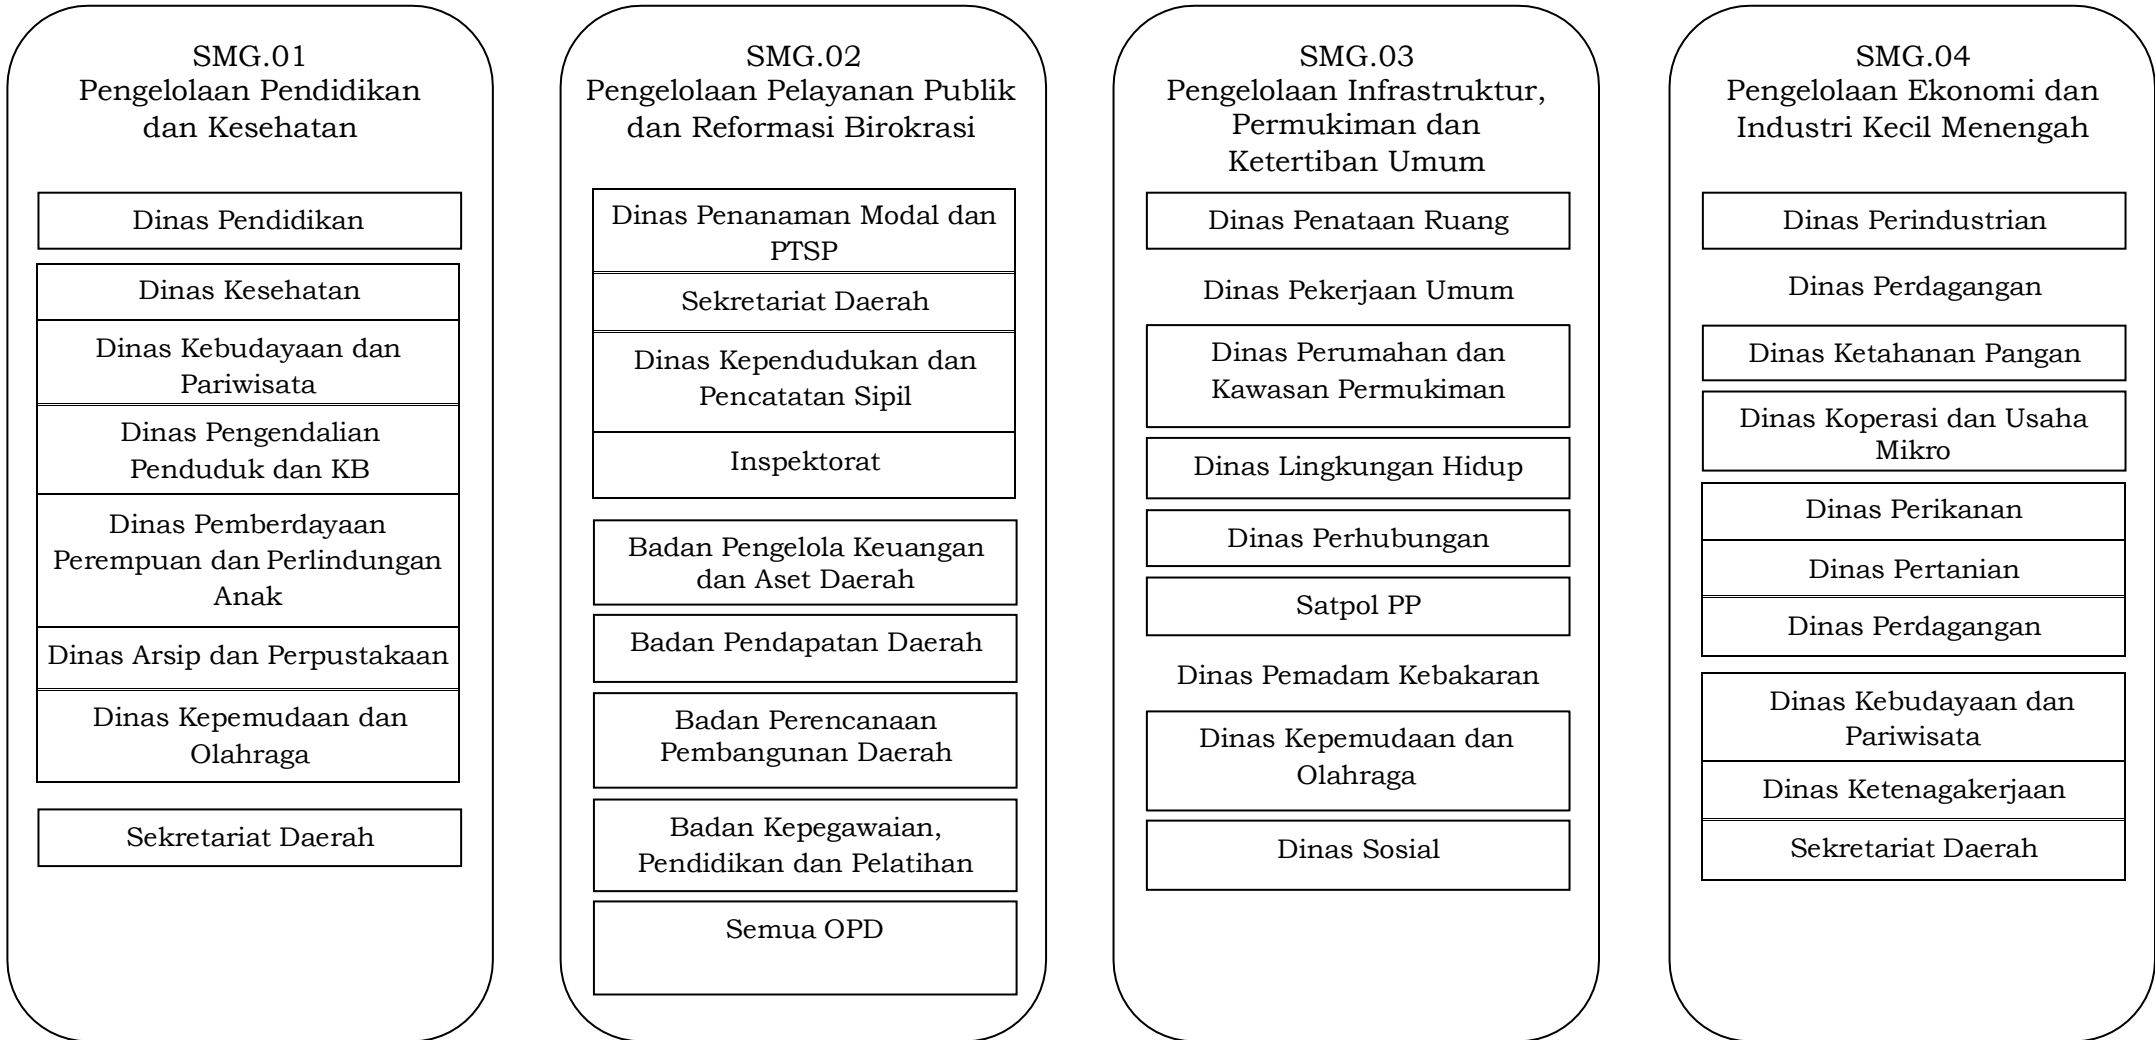 SMG.01
Pengelolaan Pendidikan
dan Kesehatan
Dinas Pendidikan
Dinas Kesehatan
Dinas Kebudayaan dan
Pariwisata
Dinas Pengendalian
Penduduk dan KB
Dinas Pemberdayaan
Perempuan dan Perlindungan
Anak
Dinas Arsip dan Perpustakaan
Dinas Kepemudaan dan
Olahraga
Sekretariat Daerah
SMG.02
Pengelolaan Pelayanan Publik
dan Reformasi Birokrasi
Dinas Penanaman Modal dan
PTSP
Sekretariat Daerah
Dinas Kependudukan dan
Pencatatan Sipil
Inspektorat
Badan Pengelola Keuangan
dan Aset Daerah
Badan Pendapatan Daerah
Badan Perencanaan
Pembangunan Daerah
Badan Kepegawaian,
Pendidikan dan Pelatihan
Semua OPD
SMG.03
Pengelolaan Infrastruktur,
Permukiman dan
Ketertiban Umum
Dinas Penataan Ruang
Dinas Pekerjaan Umum
Dinas Perumahan dan
Kawasan Permukiman
Dinas Lingkungan Hidup
Dinas Perhubungan
Satpol PP
Dinas Pemadam Kebakaran
Dinas Kepemudaan dan
Olahraga
Dinas Sosial
SMG.04
Pengelolaan Ekonomi dan
Industri Kecil Menengah
Dinas Perindustrian
Dinas Perdagangan
Dinas Ketahanan Pangan
Dinas Koperasi dan Usaha
Mikro
Dinas Perikanan
Dinas Pertanian
Dinas Perdagangan
Dinas Kebudayaan dan
Pariwisata
Dinas Ketenagakerjaan
Sekretariat Daerah